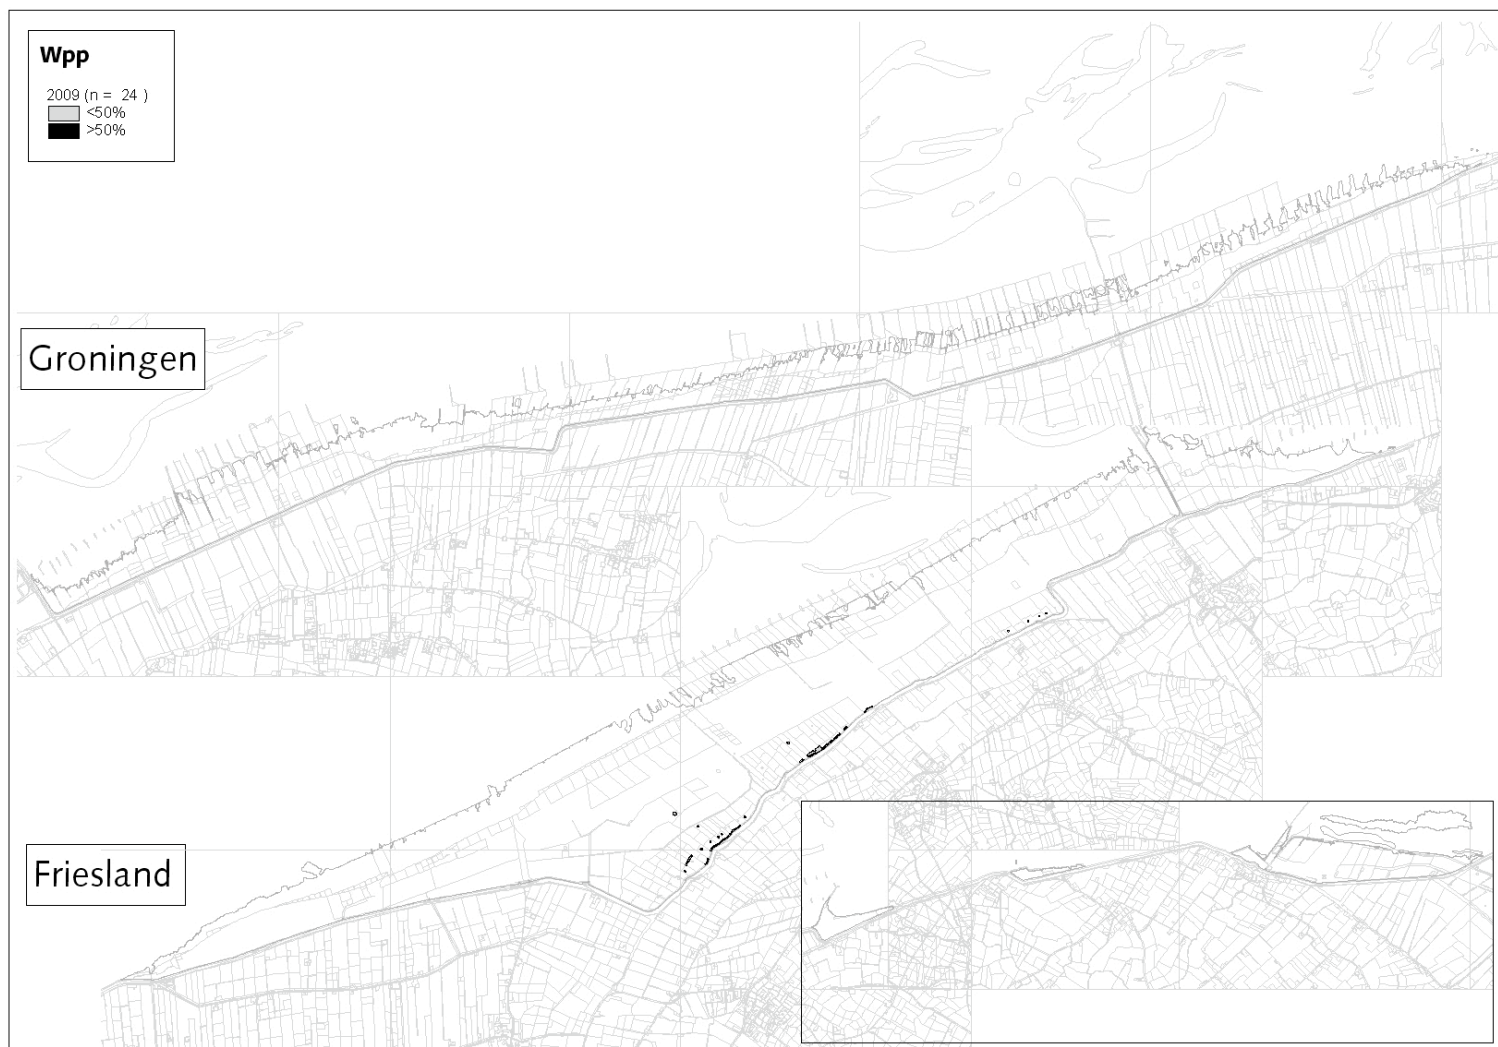 Wpp
2009 (n = 24 )
<50%
>50%
Groningen
Friesland